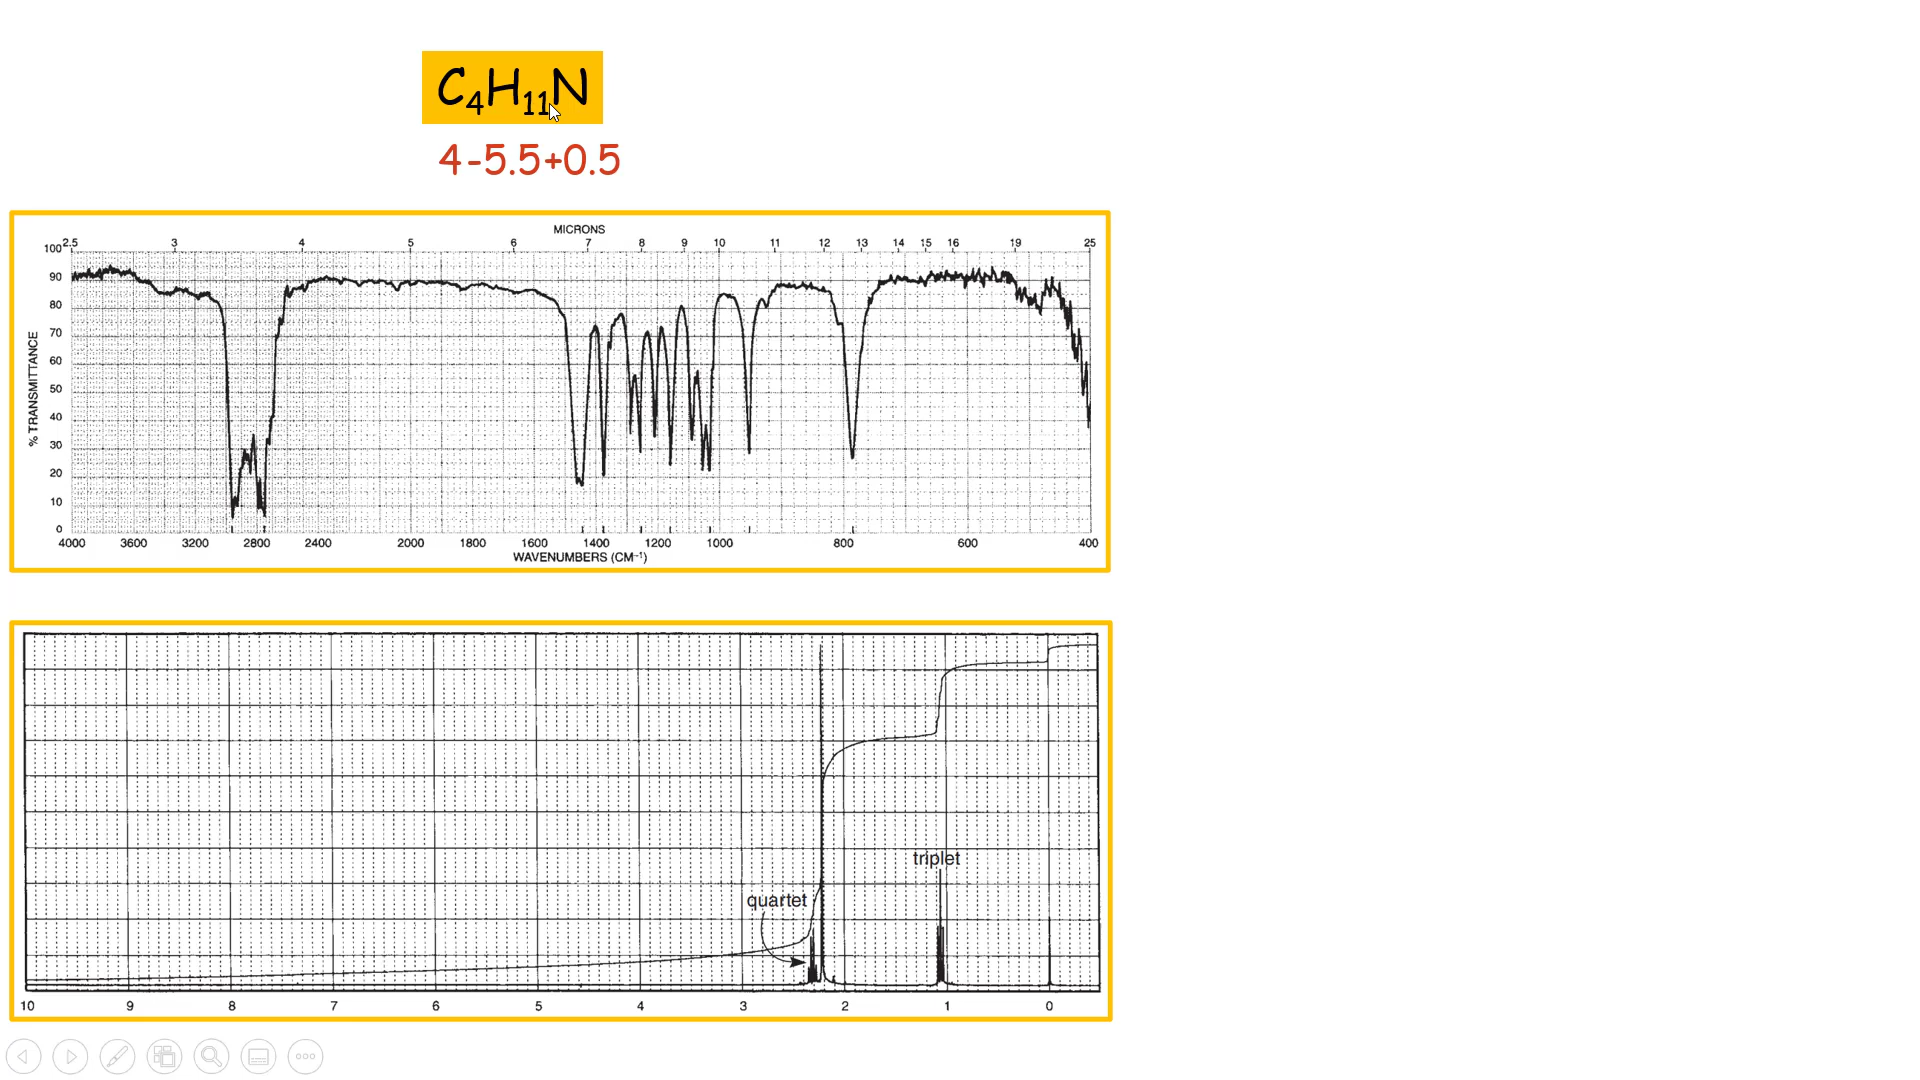 C₄H₁₁N
4-5.5+0.5
MICRONS
2.5 3 4 5 6 7 8 9 10 11 12 13 14 15 16 19 25
100
90
80
70
60
50
40
30
20
10
0
% TRANSMITTANCE
4000 3600 3200 2800 2400 2000 1800 1600 1400 1200 1000 800 600 400
WAVENUMBERS (CM⁻¹)
triplet
quartet
10 9 8 7 6 5 4 3 2 1 0